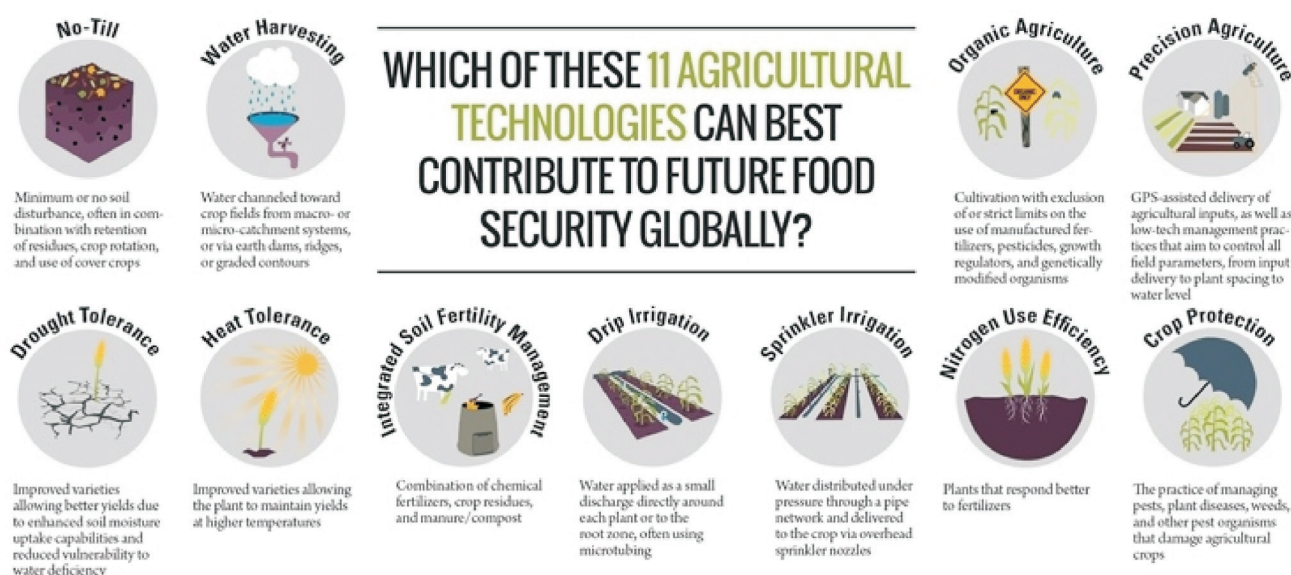 No-Till
Minimum or no soil
disturbance, often in com-
bination with retention
of residues, crop rotation,
and use of cover crops
Water Harvesting
Water channeled toward
crop fields from macro- or
micro-catchment systems,
or via earth dams, ridges,
or graded contours
WHICH OF THESE 11 AGRICULTURAL
TECHNOLOGIES CAN BEST
CONTRIBUTE TO FUTURE FOOD
SECURITY GLOBALLY?
Organic Agriculture
ORGANIC
ONLY
Cultivation with exclusion
of or strict limits on the
use of manufactured fer-
tilizers, pesticides, growth
regulators, and genetically
modified organisms
Precision Agriculture
GPS-assisted delivery of
agricultural inputs, as well as
low-tech management prac-
tices that aim to control all
field parameters, from input
delivery to plant spacing to
water level
Drought Tolerance
Improved varieties
allowing better yields due
to enhanced soil moisture
uptake capabilities and
reduced vulnerability to
water deficiency
Heat Tolerance
Improved varieties allowing
the plant to maintain yields
at higher temperatures
Integrated Soil Fertility Management
Combination of chemical
fertilizers, crop residues,
and manure/compost
Drip Irrigation
Water applied as a small
discharge directly around
each plant or to the
root zone, often using
microtubing
Sprinkler Irrigation
Water distributed under
pressure through a pipe
network and delivered
to the crop via overhead
sprinkler nozzles
Nitrogen Use Efficiency
Plants that respond better
to fertilizers
Crop Protection
The practice of managing
pests, plant diseases, weeds,
and other pest organisms
that damage agricultural
crops